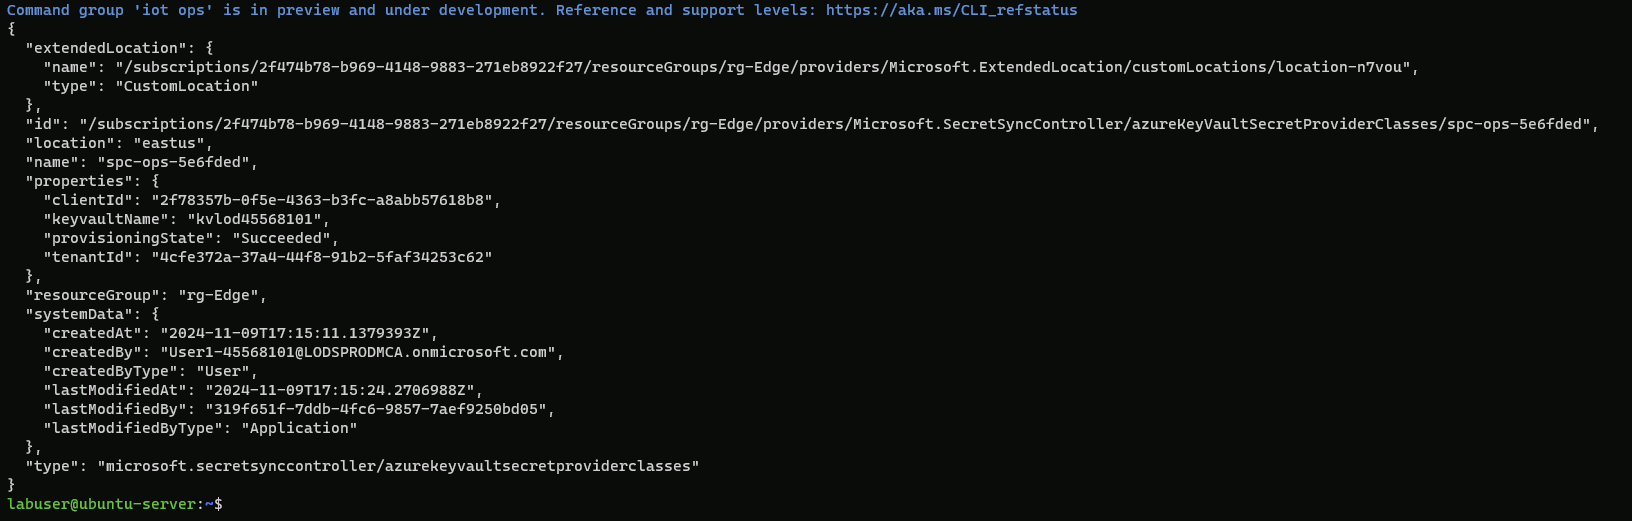 Command group 'iot ops' is in preview and under development. Reference and support levels: https://aka.ms/CLI_refstatus
{
  "extendedLocation": {
    "name": "/subscriptions/2f474b78-b969-4148-9883-271eb8922f27/resourceGroups/rg-Edge/providers/Microsoft.ExtendedLocation/customLocations/location-n7vou",
    "type": "CustomLocation"
  },
  "id": "/subscriptions/2f474b78-b969-4148-9883-271eb8922f27/resourceGroups/rg-Edge/providers/Microsoft.SecretSyncController/azureKeyVaultSecretProviderClasses/spc-ops-5e6fded",
  "location": "eastus",
  "name": "spc-ops-5e6fded",
  "properties": {
    "clientId": "2f78357b-0f5e-4363-b3fc-a8abb57618b8",
    "keyvaultName": "kvlod45568101",
    "provisioningState": "Succeeded",
    "tenantId": "4cfe372a-37a4-44f8-91b2-5faf34253c62"
  },
  "resourceGroup": "rg-Edge",
  "systemData": {
    "createdAt": "2024-11-09T17:15:11.1379393Z",
    "createdBy": "User1-45568101@LODSPRODMCA.onmicrosoft.com",
    "createdByType": "User",
    "lastModifiedAt": "2024-11-09T17:15:24.2706988Z",
    "lastModifiedBy": "319f651f-7ddb-4fc6-9857-7aef9250bd05",
    "lastModifiedByType": "Application"
  },
  "type": "microsoft.secretsynccontroller/azurekeyvaultsecretproviderclasses"
}
labuser@ubuntu-server:~$